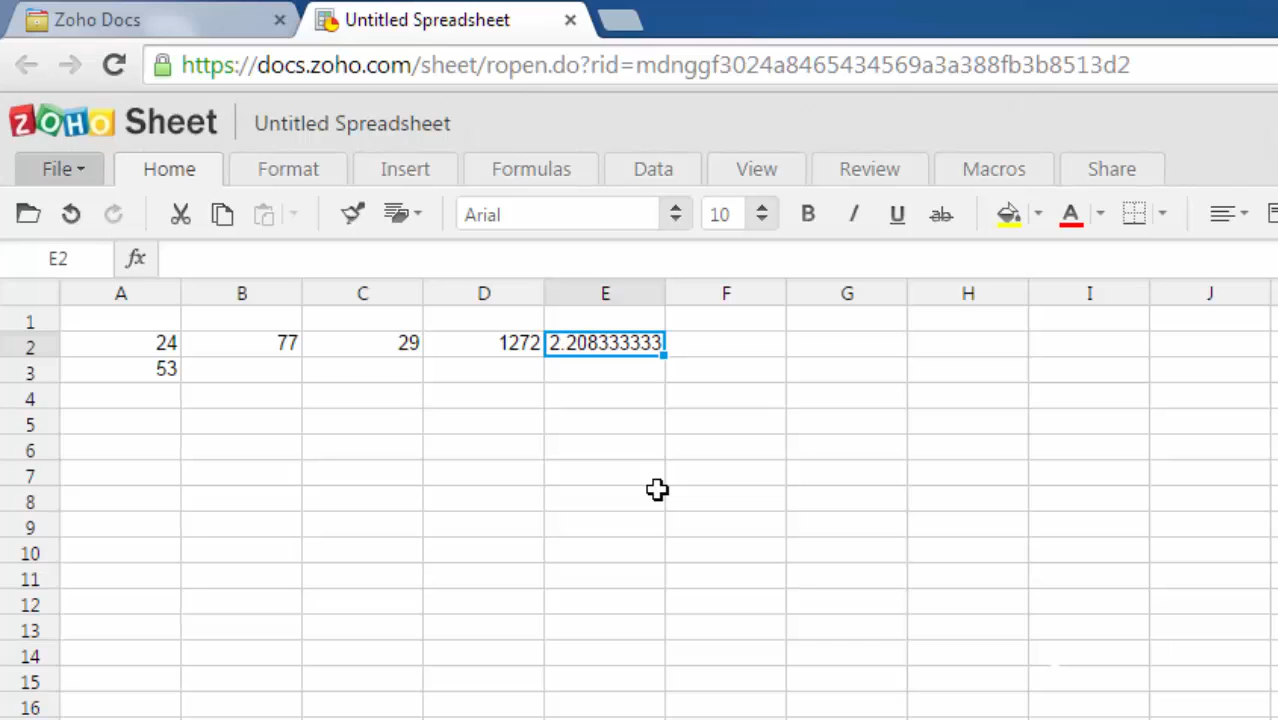 Zoho Docs
Untitled Spreadsheet
https://docs.zoho.com/sheet/ropen.do?rid=mdnggf3024a8465434569a3a388fb3b8513d2
ZOHO Sheet Untitled Spreadsheet
File Home Format Insert Formulas Data View Review Macros Share
Arial 10 B I U ab A
E2 fx
A B C D E F G H I J
1
2 24 77 29 1272 2.208333333
3 53
4
5
6
7
8
9
10
11
12
13
14
15
16